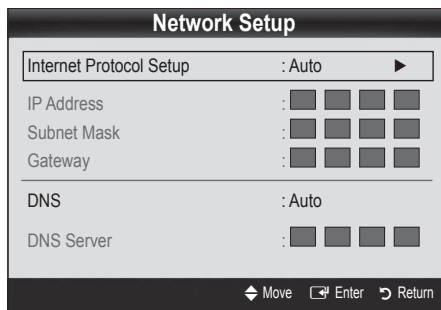 Network Setup
Internet Protocol Setup : Auto ▶
IP Address :
Subnet Mask :
Gateway :
DNS : Auto
DNS Server :
Move Enter Return